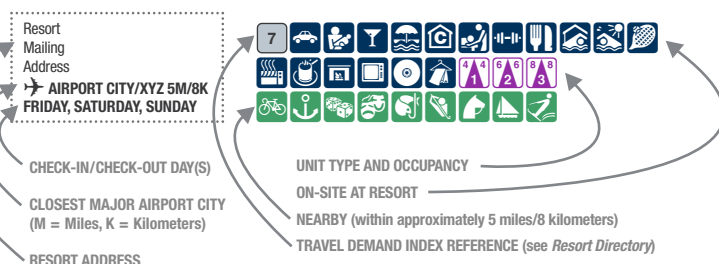 Resort
Mailing
Address
AIRPORT CITY/XYZ 5M/8K
FRIDAY, SATURDAY, SUNDAY
7
C
4 4 6 6 8 8
1 2 3
CHECK-IN/CHECK-OUT DAY(S)
CLOSEST MAJOR AIRPORT CITY
(M = Miles, K = Kilometers)
RESORT ADDRESS
UNIT TYPE AND OCCUPANCY
ON-SITE AT RESORT
NEARBY (within approximately 5 miles/8 kilometers)
TRAVEL DEMAND INDEX REFERENCE (see Resort Directory)